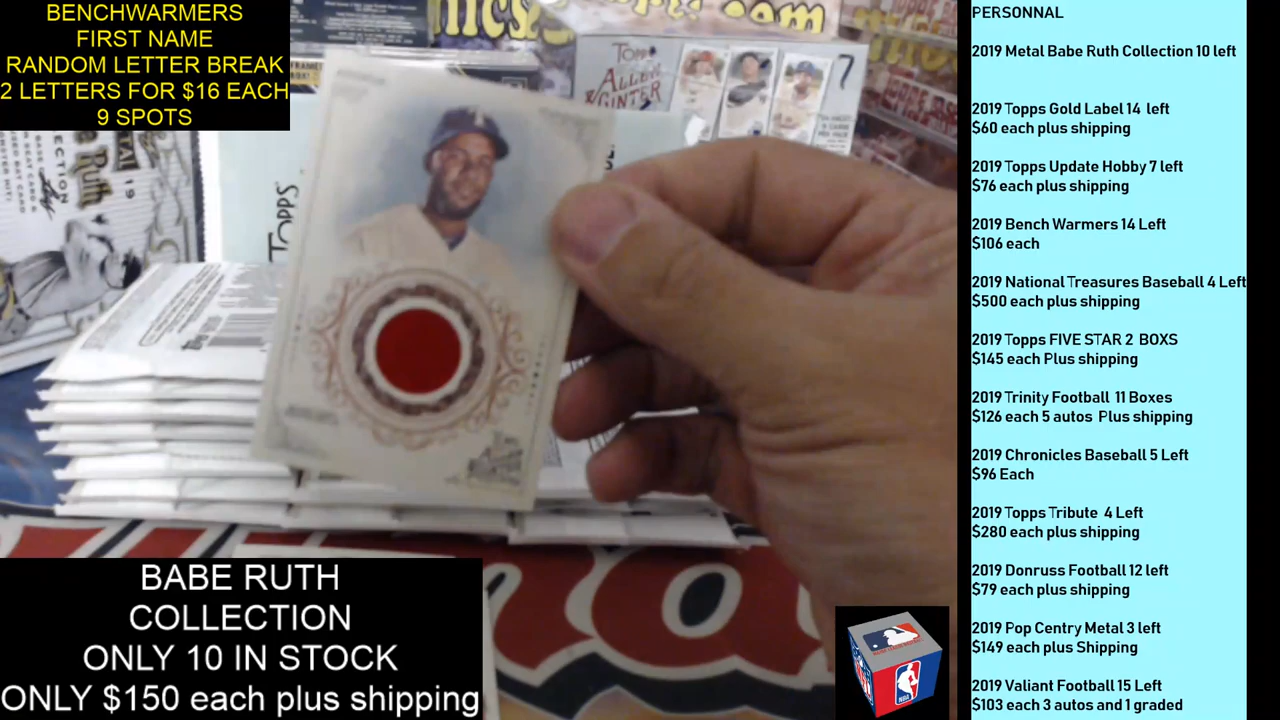 BENCHWARMERS
FIRST NAME
RANDOM LETTER BREAK
2 LETTERS FOR $16 EACH
9 SPOTS
TOPPS
ALLEN
GINTER
TOPPS
BABE RUTH
COLLECTION
ONLY 10 IN STOCK
ONLY $150 each plus shipping
NBA
PERSONNAL
2019 Metal Babe Ruth Collection 10 left
2019 Topps Gold Label 14 left
$60 each plus shipping
2019 Topps Update Hobby 7 left
$76 each plus shipping
2019 Bench Warmers 14 Left
$106 each
2019 National Treasures Baseball 4 Left
$500 each plus shipping
2019 Topps FIVE STAR 2 BOXS
$145 each Plus shipping
2019 Trinity Football 11 Boxes
$126 each 5 autos Plus shipping
2019 Chronicles Baseball 5 Left
$96 Each
2019 Topps Tribute 4 Left
$280 each plus shipping
2019 Donruss Football 12 left
$79 each plus shipping
2019 Pop Centry Metal 3 left
$149 each plus Shipping
2019 Valiant Football 15 Left
$103 each 3 autos and 1 graded